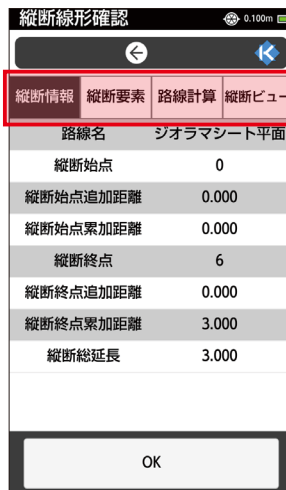 縦断線形確認 0.100m
縦断情報 縦断要素 路線計算 縦断ビュー
路線名 ジオラマシート平面
縦断始点 0
縦断始点追加距離 0.000
縦断始点累加距離 0.000
縦断終点 6
縦断終点追加距離 0.000
縦断終点累加距離 3.000
縦断総延長 3.000
OK